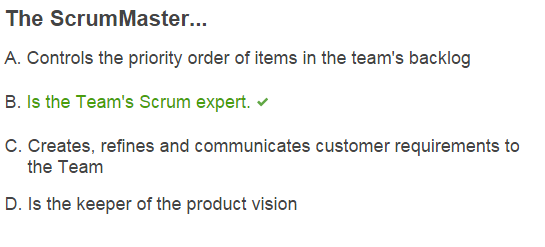 The ScrumMaster...
A. Controls the priority order of items in the team's backlog
B. Is the Team's Scrum expert. ✓
C. Creates, refines and communicates customer requirements to
the Team
D. Is the keeper of the product vision